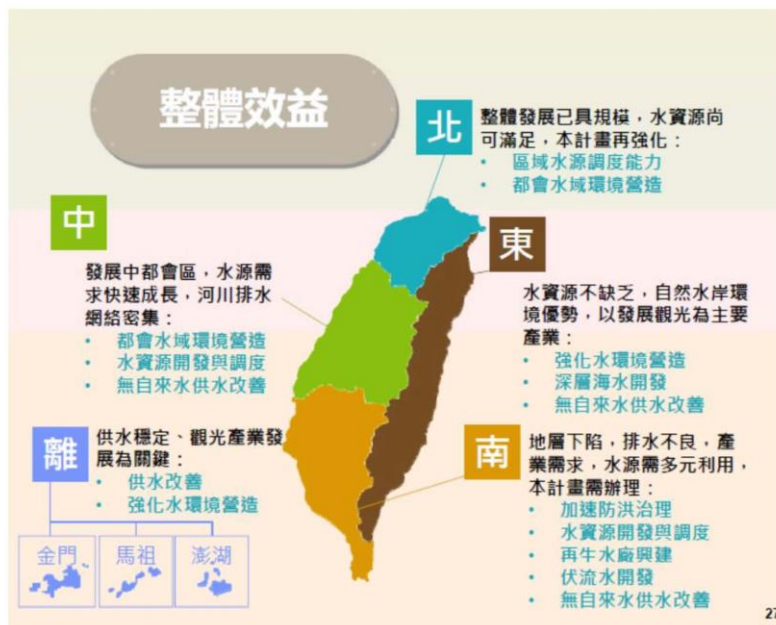 整體效益
北
整體發展已具規模，水資源尚
可滿足，本計畫再強化：
• 區域水源調度能力
• 都會水域環境營造
中
發展中都會區，水源需
求快速成長，河川排水
網絡密集：
• 都會水域環境營造
• 水資源開發與調度
• 無自來水供水改善
東
水資源不缺乏，自然水岸環
境優勢，以發展觀光為主要
產業：
• 強化水環境營造
• 深層海水開發
• 無自來水供水改善
離
供水穩定、觀光產業發
展為關鍵：
• 供水改善
• 強化水環境營造
金門
馬祖
澎湖
南
地層下陷，排水不良，產
業需求，水源需多元利用，
本計畫需辦理：
• 加速防洪治理
• 水資源開發與調度
• 再生水廠興建
• 伏流水開發
• 無自來水供水改善
27